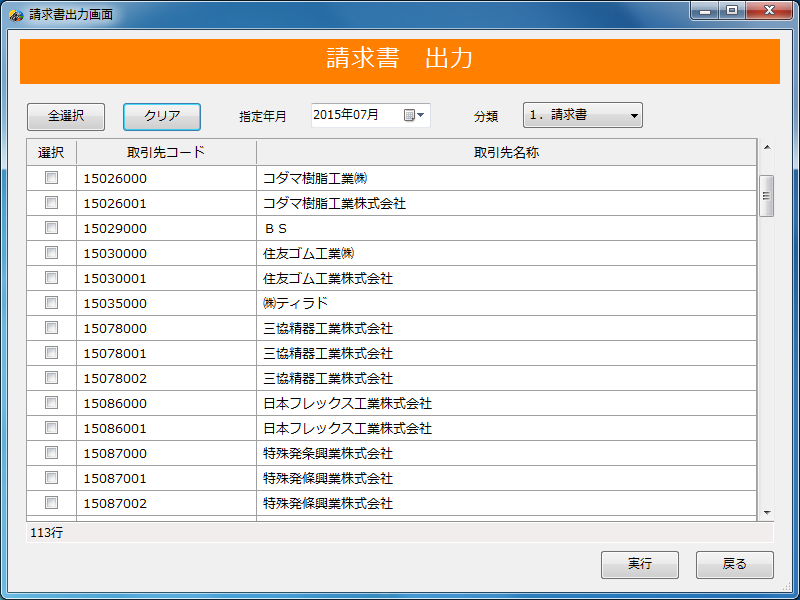 請求書出力画面
請求書　出力
全選択 クリア 指定年月 2015年07月 分類 1．請求書
選択 取引先コード 取引先名称
15026000 コダマ樹脂工業㈱
15026001 コダマ樹脂工業株式会社
15029000 ＢＳ
15030000 住友ゴム工業㈱
15030001 住友ゴム工業株式会社
15035000 ㈱ティラド
15078000 三協精器工業株式会社
15078001 三協精器工業株式会社
15078002 三協精器工業株式会社
15086000 日本フレックス工業株式会社
15086001 日本フレックス工業株式会社
15087000 特殊発条興業株式会社
15087001 特殊発條興業株式会社
15087002 特殊発條興業株式会社
113行
実行 戻る